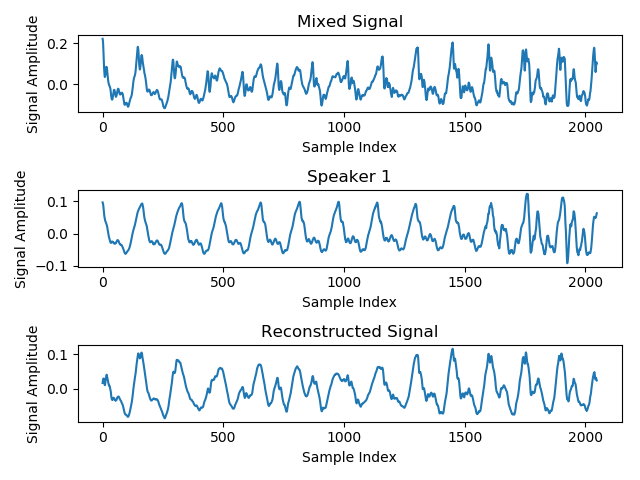 Mixed Signal
Signal Amplitude
0.2
0.0
0
500
1000
1500
2000
Sample Index
Speaker 1
Signal Amplitude
0.1
0.0
−0.1
0
500
1000
1500
2000
Sample Index
Reconstructed Signal
Signal Amplitude
0.1
0.0
0
500
1000
1500
2000
Sample Index